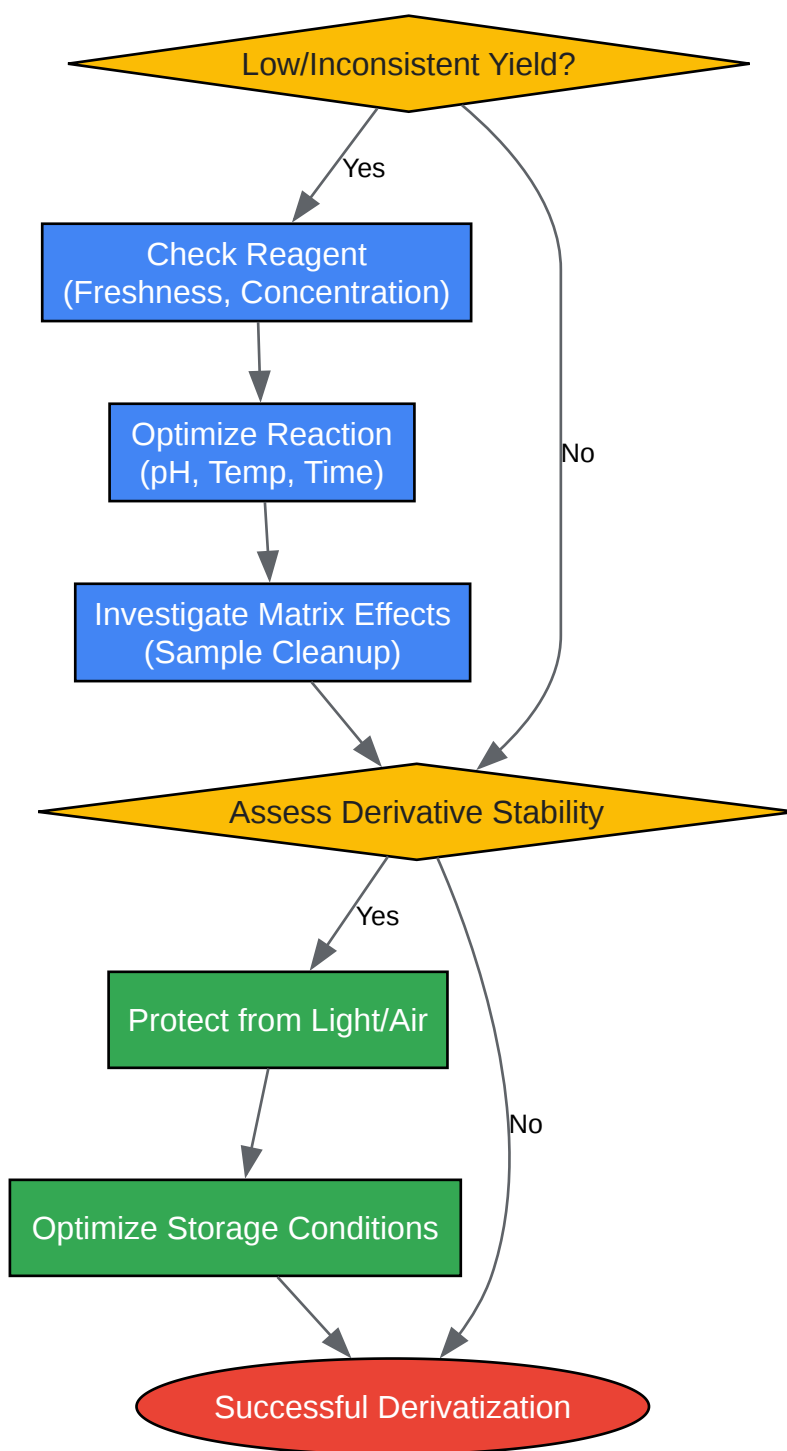 Low/Inconsistent Yield?
Yes
Check Reagent
(Freshness, Concentration)
Optimize Reaction
(pH, Temp, Time)
No
Investigate Matrix Effects
(Sample Cleanup)
Assess Derivative Stability
Yes
Protect from Light/Air
No
Optimize Storage Conditions
Successful Derivatization